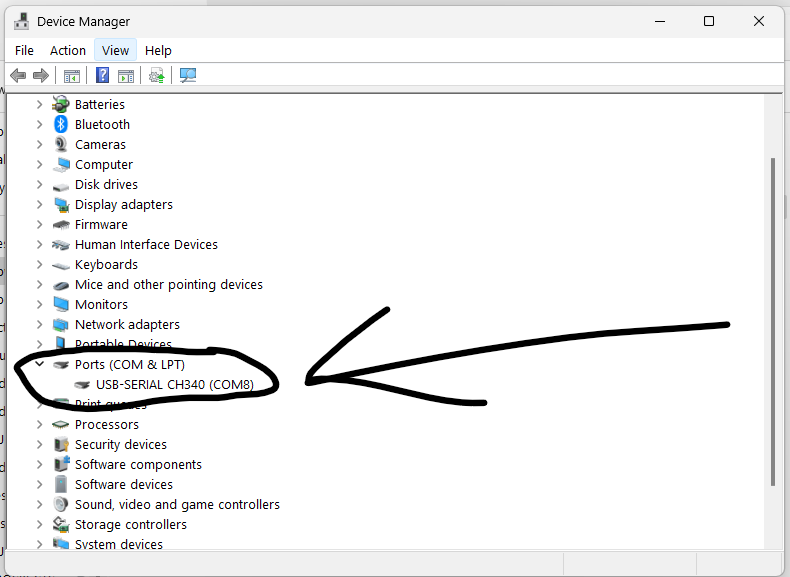 Device Manager
File Action View Help
Batteries
Bluetooth
Cameras
Computer
Disk drives
Display adapters
Firmware
Human Interface Devices
Keyboards
Mice and other pointing devices
Monitors
Network adapters
Portable Devices
Ports (COM & LPT)
USB-SERIAL CH340 (COM8)
Print queues
Processors
Security devices
Software components
Software devices
Sound, video and game controllers
Storage controllers
System devices